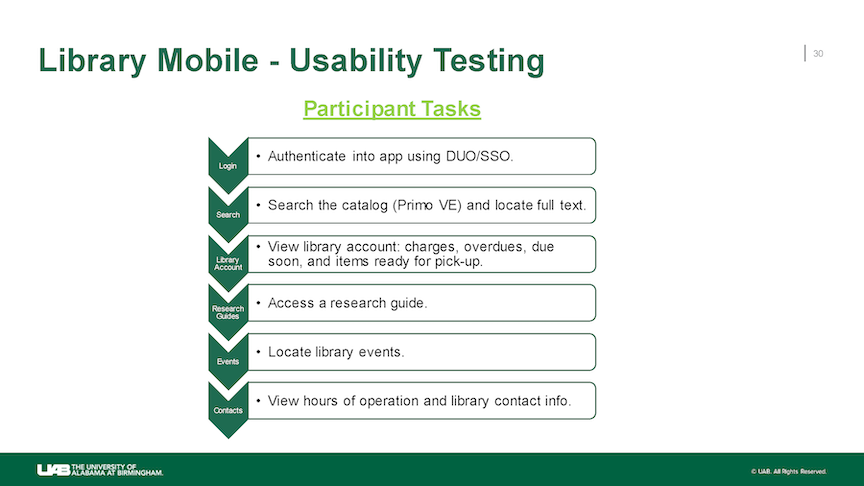 Library Mobile - Usability Testing
30
Participant Tasks
Login
• Authenticate into app using DUO/SSO.
Search
• Search the catalog (Primo VE) and locate full text.
Library
Account
• View library account: charges, overdues, due
soon, and items ready for pick-up.
Research
Guides
• Access a research guide.
Events
• Locate library events.
Contacts
• View hours of operation and library contact info.
UAB THE UNIVERSITY OF
ALABAMA AT BIRMINGHAM.
© UAB. All Rights Reserved.